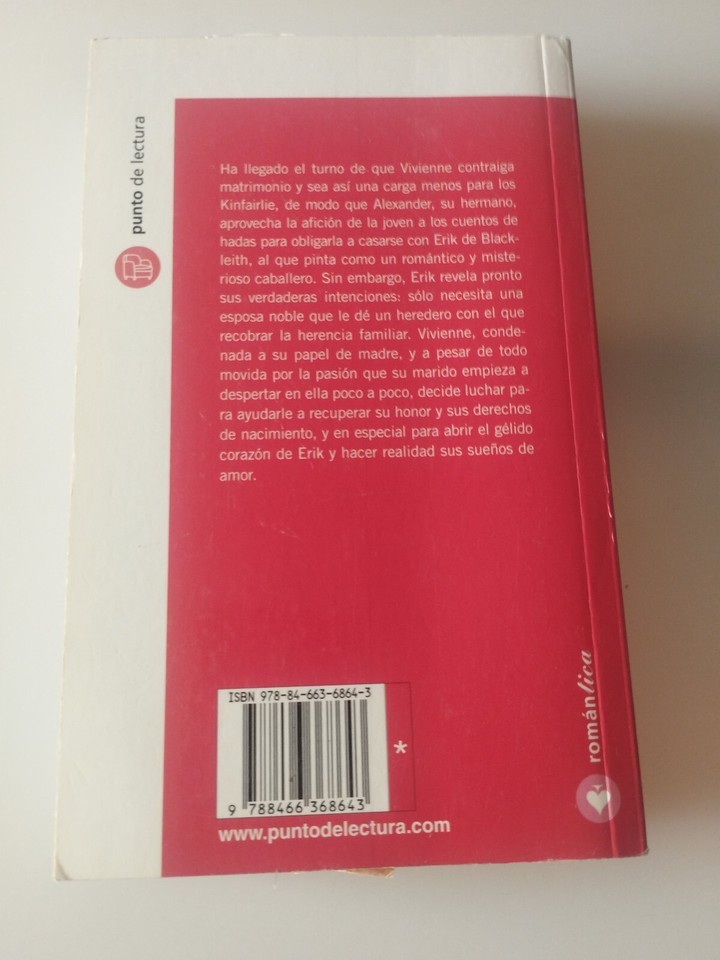 punto de lectura
Ha llegado el turno de que Vivienne contraiga
matrimonio y sea así una carga menos para los
Kinfairlie, de modo que Alexander, su hermano,
aprovecha la afición de la joven a los cuentos de
hadas para obligarla a casarse con Erik de Black-
leith, al que pinta como un romántico y miste-
rioso caballero. Sin embargo, Erik revela pronto
sus verdaderas intenciones: sólo necesita una
esposa noble que le dé un heredero con el que
recobrar la herencia familiar. Vivienne, conde-
nada a su papel de madre, y a pesar de todo
movida por la pasión que su marido empieza a
despertar en ella poco a poco, decide luchar pa-
ra ayudarle a recuperar su honor y sus derechos
de nacimiento, y en especial para abrir el gélido
corazón de Erik y hacer realidad sus sueños de
amor.
ISBN 978-84-663-6864-3
*
9 788466 368643
www.puntodelectura.com
romántica